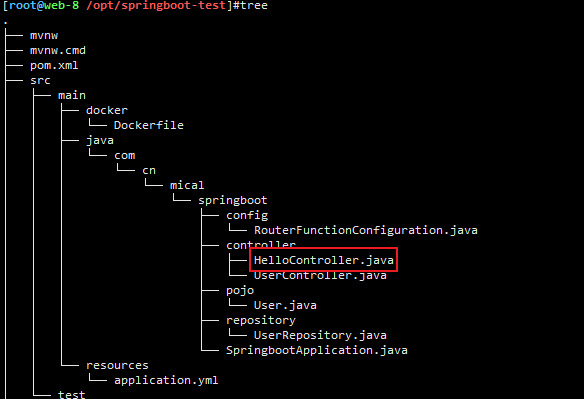 [root@web-8 /opt/springboot-test]#tree
.
├── mvnw
├── mvnw.cmd
├── pom.xml
├── src
│   ├── main
│   │   ├── docker
│   │   │   └── Dockerfile
│   │   ├── java
│   │   │   └── com
│   │   │       └── cn
│   │   │           └── mical
│   │   │               └── springboot
│   │   │                   ├── config
│   │   │                   │   └── RouterFunctionConfiguration.java
│   │   │                   ├── controller
│   │   │                   │   ├── HelloController.java
│   │   │                   │   └── UserController.java
│   │   │                   ├── pojo
│   │   │                   │   └── User.java
│   │   │                   ├── repository
│   │   │                   │   └── UserRepository.java
│   │   │                   └── SpringbootApplication.java
│   │   └── resources
│   │       └── application.yml
│   └── test